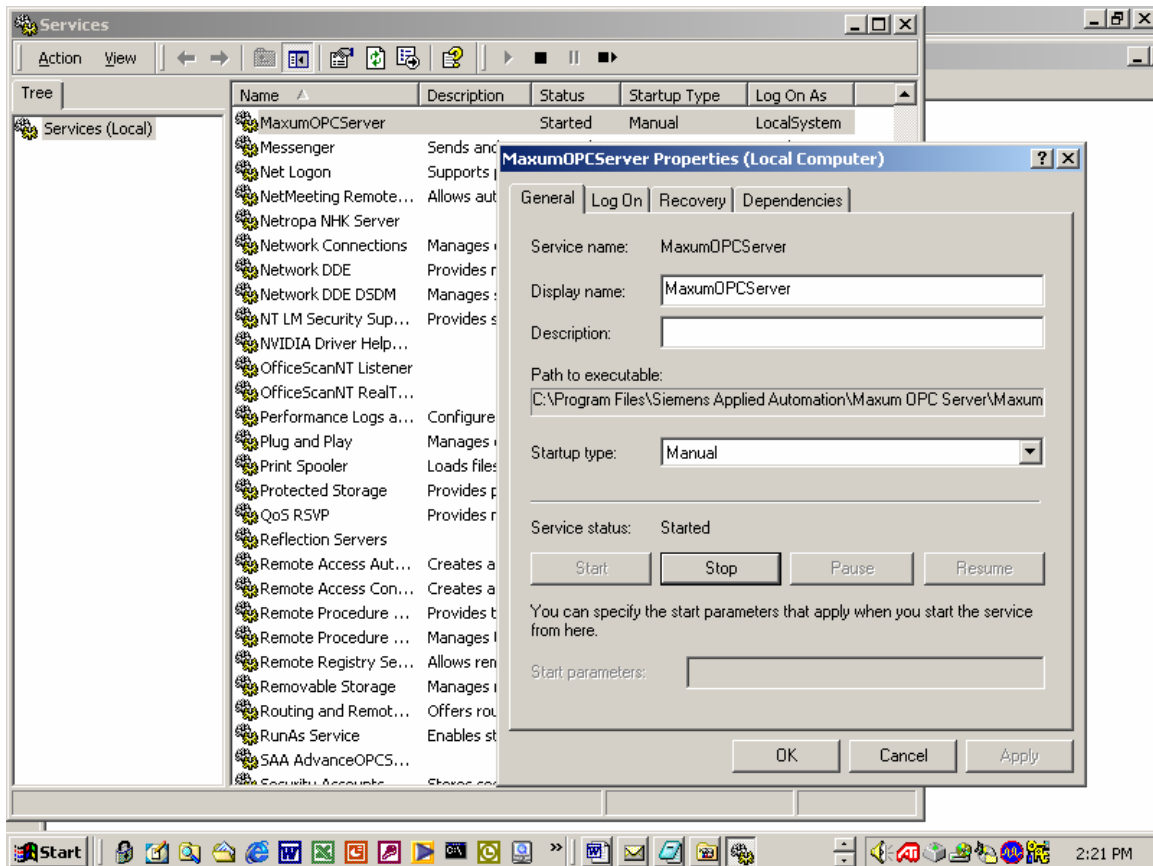 Services
Action View
Tree
Services (Local)
Name Description Status Startup Type Log On As
MaxumOPCServer Started Manual LocalSystem
Messenger Sends and
Net Logon Supports
NetMeeting Remote... Allows aut
Netropa NHK Server
Network Connections Manages
Network DDE Provides
Network DDE DSDM Manages
NT LM Security Sup... Provides s
NVIDIA Driver Help...
OfficeScanNT Listener
OfficeScanNT RealT...
Performance Logs a... Configure
Plug and Play Manages
Print Spooler Loads files
Protected Storage Provides p
QoS RSVP Provides
Reflection Servers
Remote Access Aut... Creates a
Remote Access Con... Creates a
Remote Procedure ... Provides t
Remote Procedure ... Manages
Remote Registry Se... Allows ren
Removable Storage Manages
Routing and Remot... Offers rou
RunAs Service Enables st
SAA AdvanceOPCS...
Security Accounts Stores
MaxumOPCServer Properties (Local Computer)
General Log On Recovery Dependencies
Service name: MaxumOPCServer
Display name: MaxumOPCServer
Description:
Path to executable:
C:\Program Files\Siemens Applied Automation\Maxum OPC Server\Maxum
Startup type: Manual
Service status: Started
Start Stop Pause Resume
You can specify the start parameters that apply when you start the service
from here.
Start parameters:
OK Cancel Apply
Start 2:21 PM